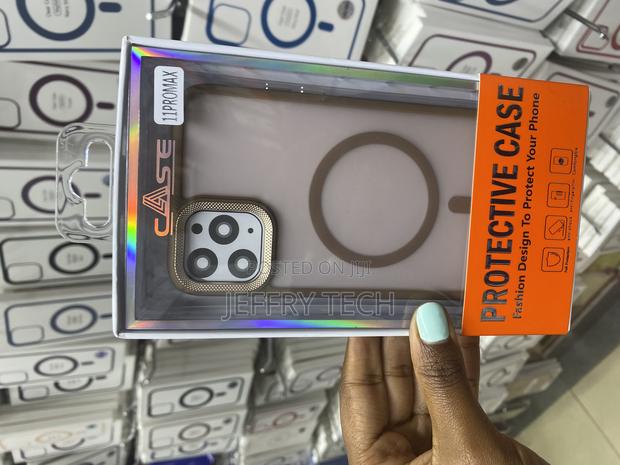 11PROMAX
CASE
PROTECTIVE CASE
Fashion Design To Protect Your Phone
POSTED ON JIJI
JEFFRY TECH